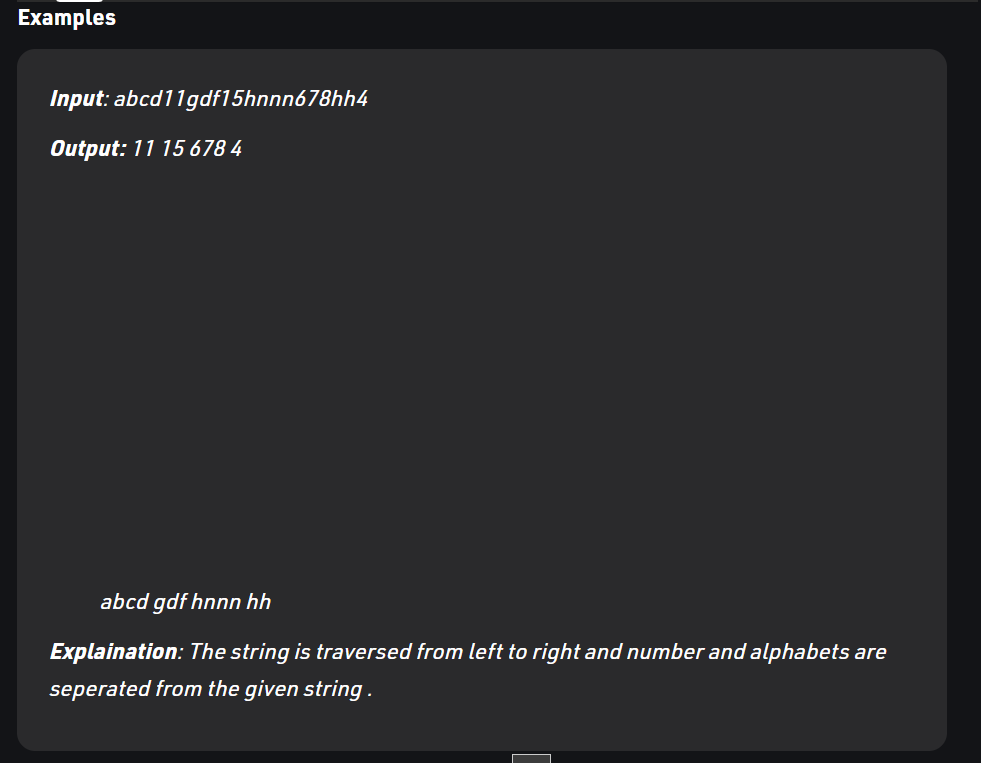 Examples
Input: abcd11gdf15hnnn678hh4
Output: 11 15 678 4
abcd gdf hnnn hh
Explaination: The string is traversed from left to right and number and alphabets are
seperated from the given string .